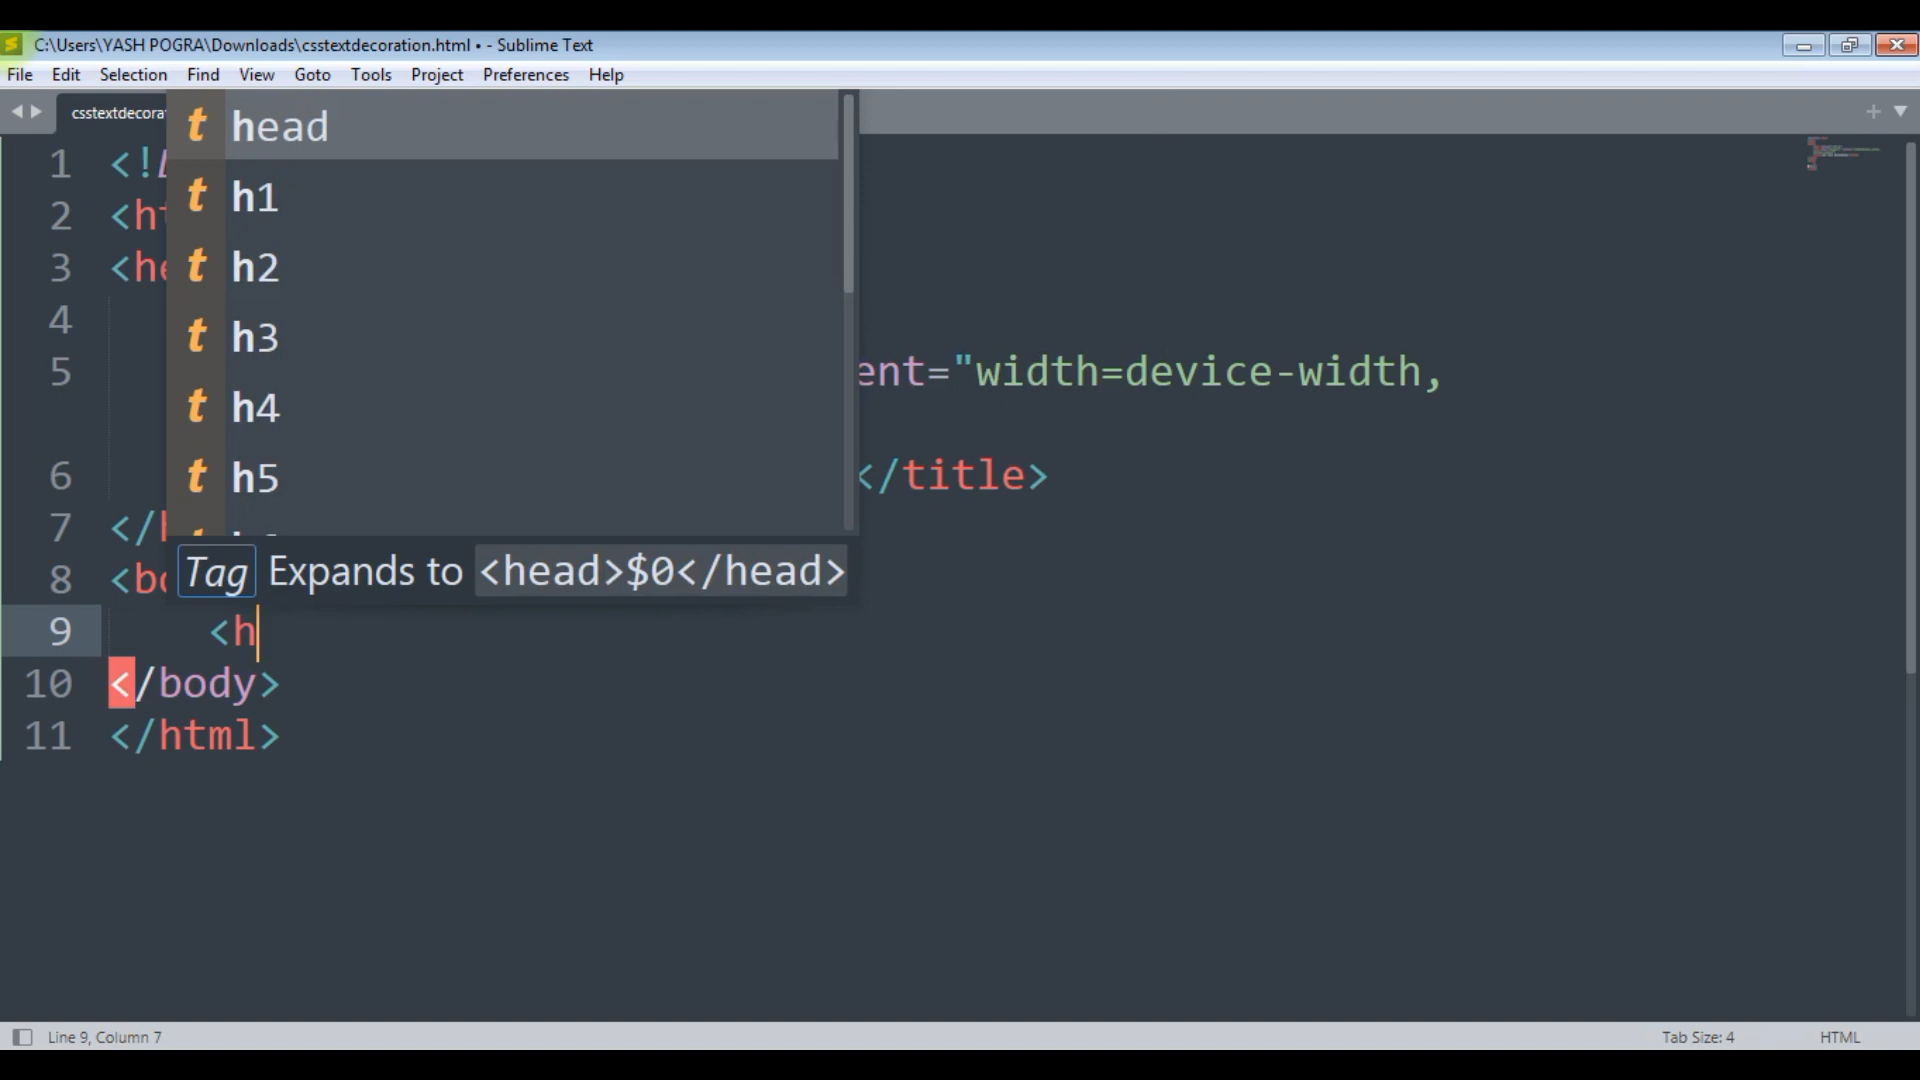 C:\Users\YASH POGRA\Downloads\csstextdecoration.html • - Sublime Text
File Edit Selection Find View Goto Tools Project Preferences Help
t head
t h1
t h2
t h3
t h4
t h5
Tag Expands to <head>$0</head>
1 <!
2 <h
3 <he
4
5 ent="width=device-width,
6 </title>
7 </h
8 <bo
9 <h
10 </body>
11 </html>
Line 9, Column 7
Tab Size: 4
HTML